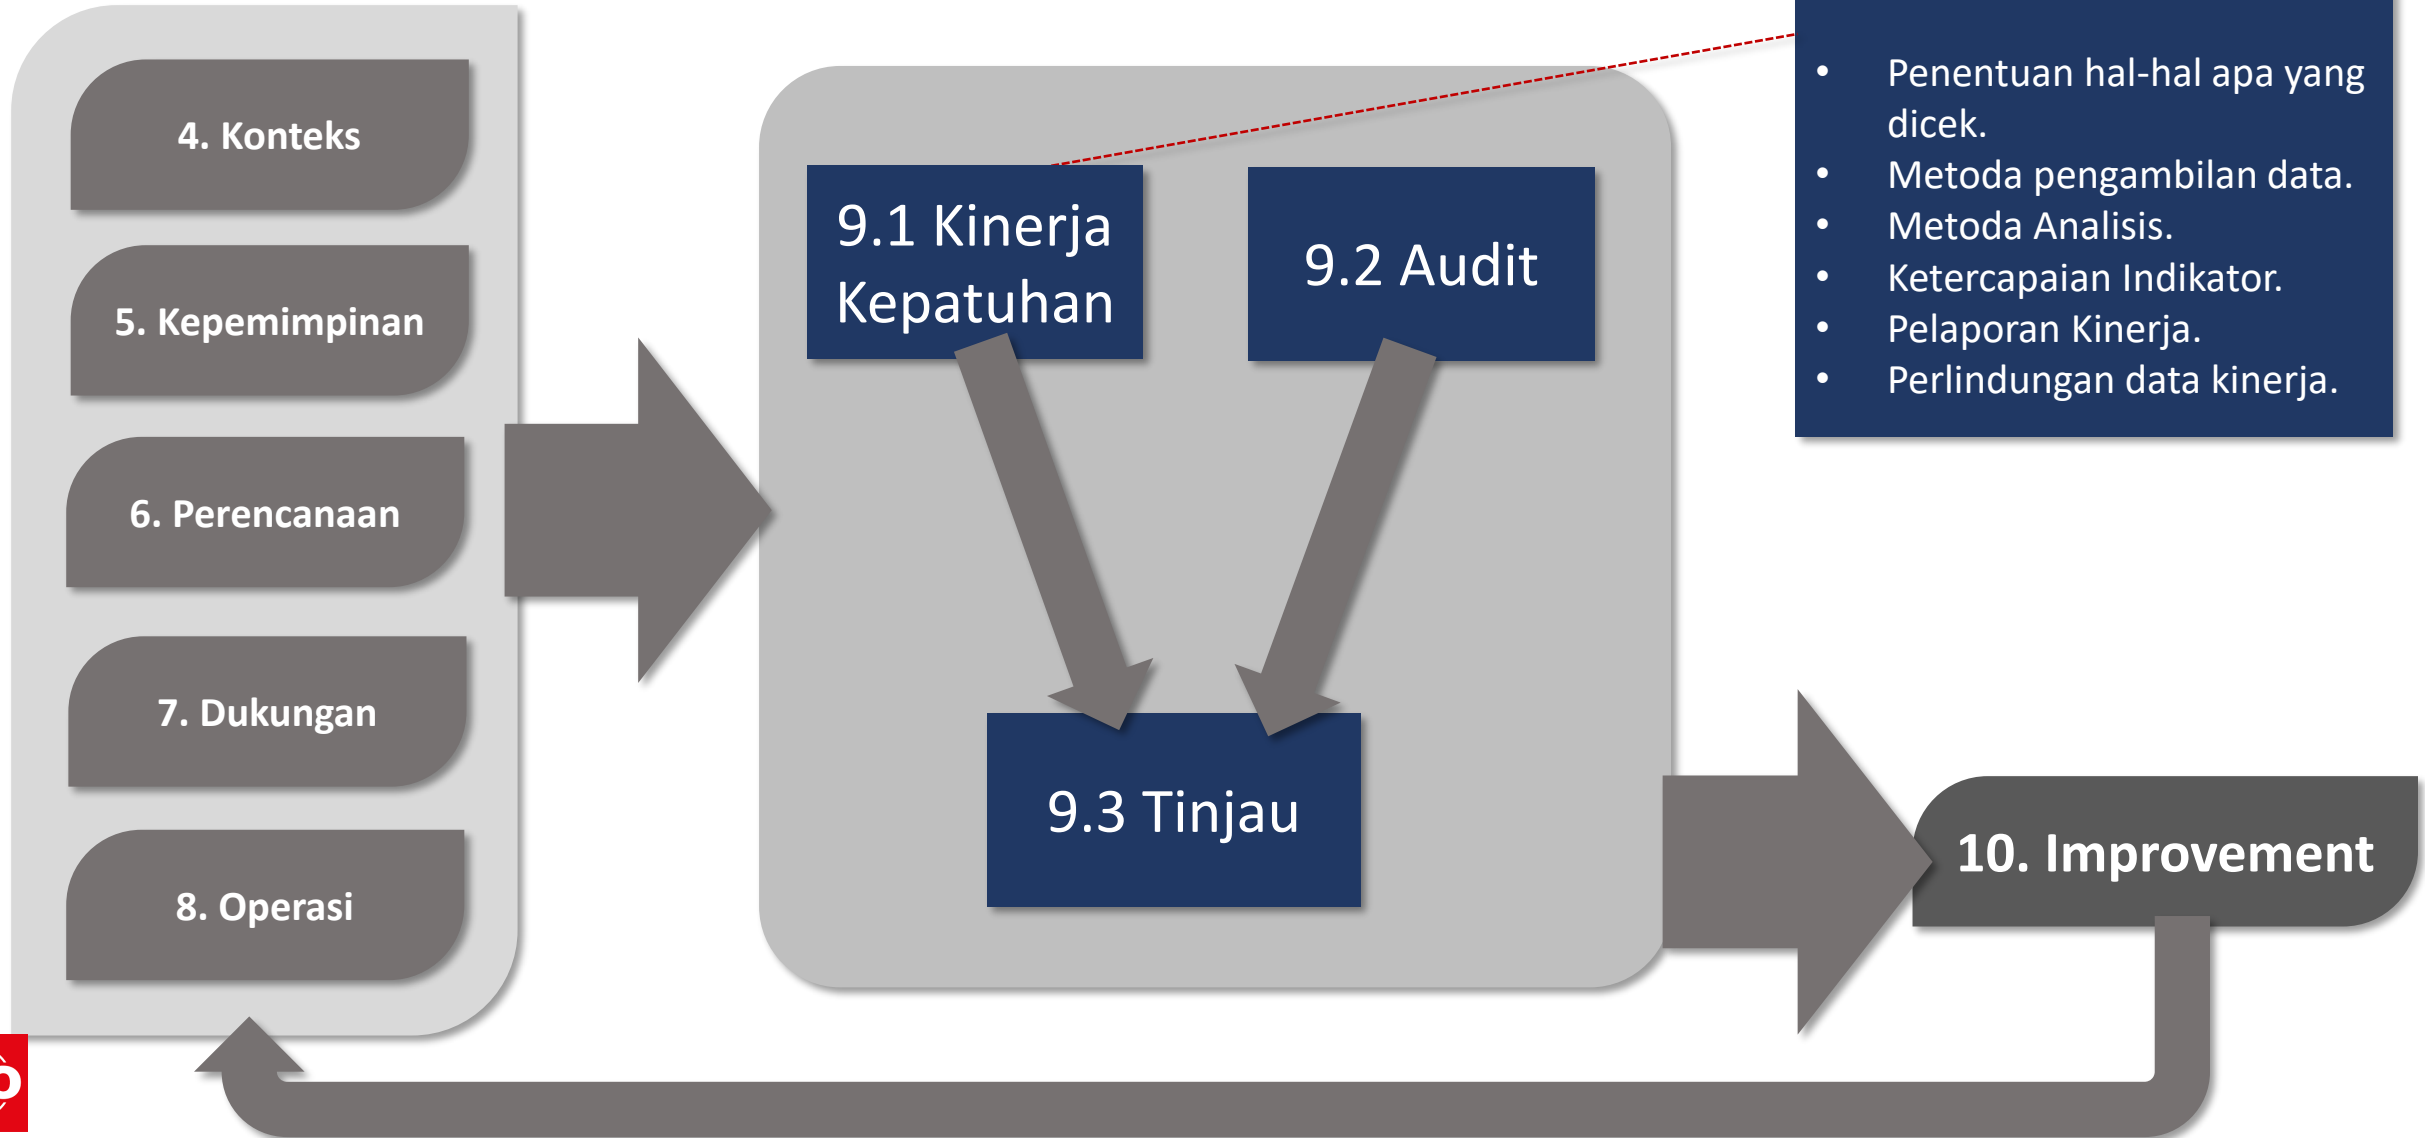 4. Konteks
5. Kepemimpinan
6. Perencanaan
7. Dukungan
8. Operasi
9.1 Kinerja
Kepatuhan
9.2 Audit
9.3 Tinjau
• Penentuan hal-hal apa yang
dicek.
• Metoda pengambilan data.
• Metoda Analisis.
• Ketercapaian Indikator.
• Pelaporan Kinerja.
• Perlindungan data kinerja.
10. Improvement